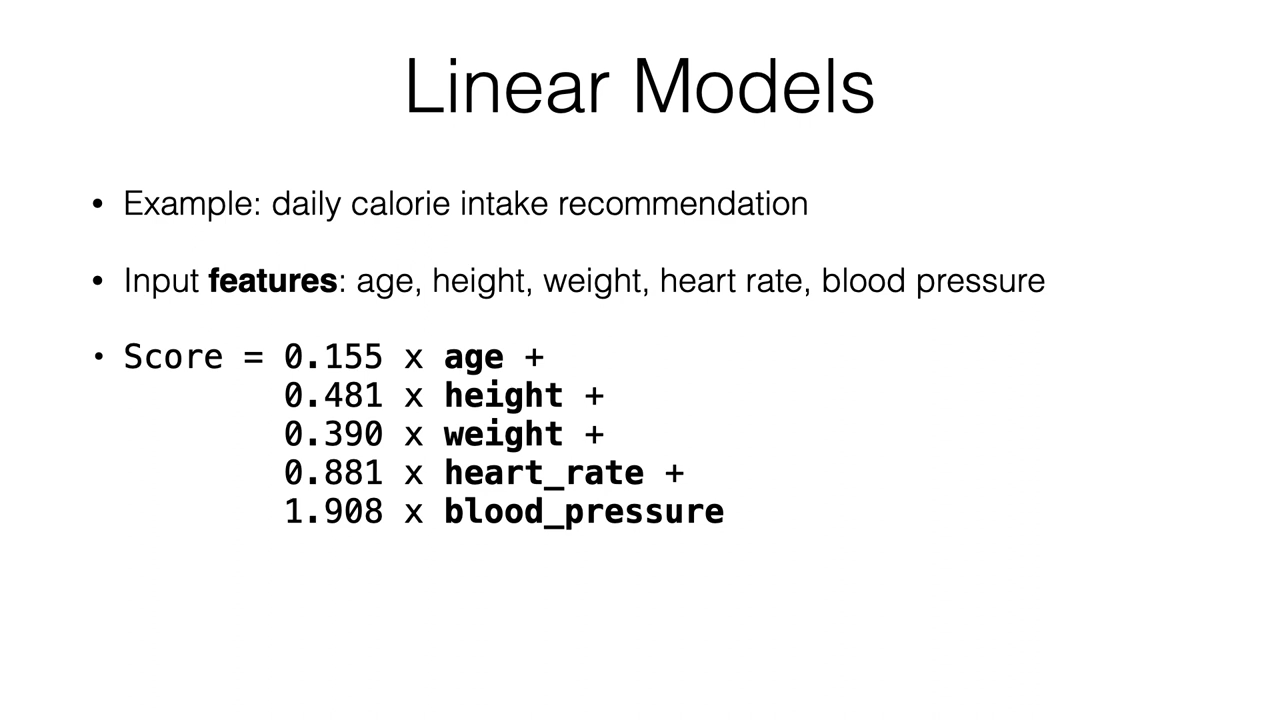 Linear Models
• Example: daily calorie intake recommendation
• Input features: age, height, weight, heart rate, blood pressure
• Score = 0.155 x age +
0.481 x height +
0.390 x weight +
0.881 x heart_rate +
1.908 x blood_pressure